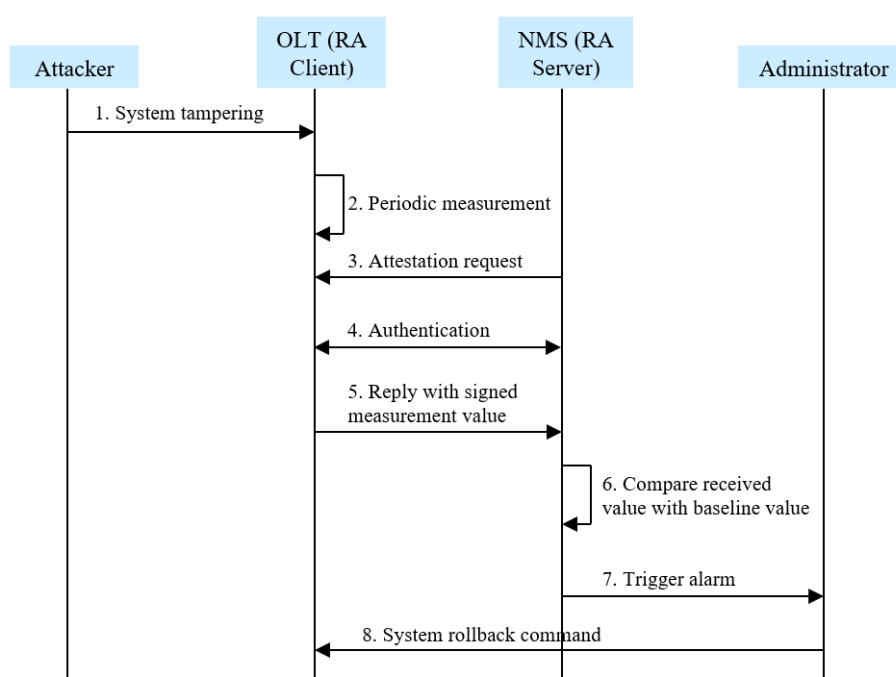 Attacker
OLT (RA
Client)
NMS (RA
Server)
Administrator
1. System tampering
2. Periodic measurement
3. Attestation request
4. Authentication
5. Reply with signed
measurement value
6. Compare received
value with baseline value
7. Trigger alarm
8. System rollback command